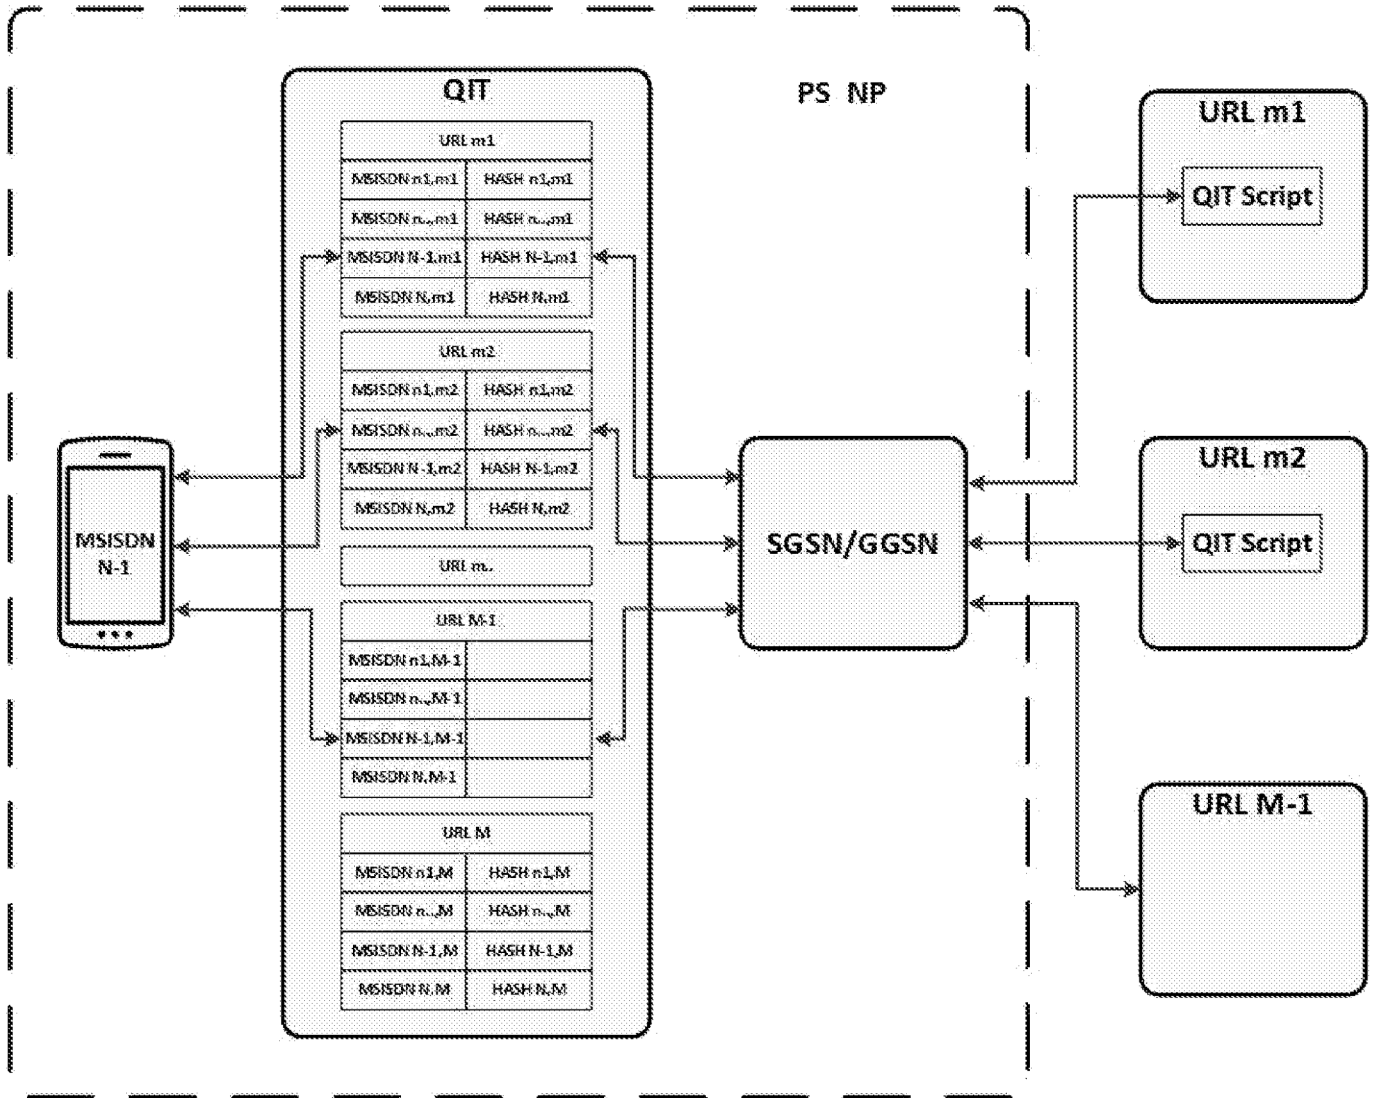 QIT
PS NP
URL m1
MSISDN n1,m1 HASH n1,m1
MSISDN n..,m1 HASH n..,m1
MSISDN N-1,m1 HASH N-1,m1
MSISDN N,m1 HASH N,m1
URL m2
MSISDN n1,m2 HASH n1,m2
MSISDN n..,m2 HASH n..,m2
MSISDN N-1,m2 HASH N-1,m2
MSISDN N,m2 HASH N,m2
URL m..
URL M-1
MSISDN n1,M-1
MSISDN n..,M-1
MSISDN N-1,M-1
MSISDN N,M-1
URL M
MSISDN n1,M HASH n1,M
MSISDN n..,M HASH n..,M
MSISDN N-1,M HASH N-1,M
MSISDN N,M HASH N,M
MSISDN
N-1
SGSN/GGSN
URL m1
QIT Script
URL m2
QIT Script
URL M-1